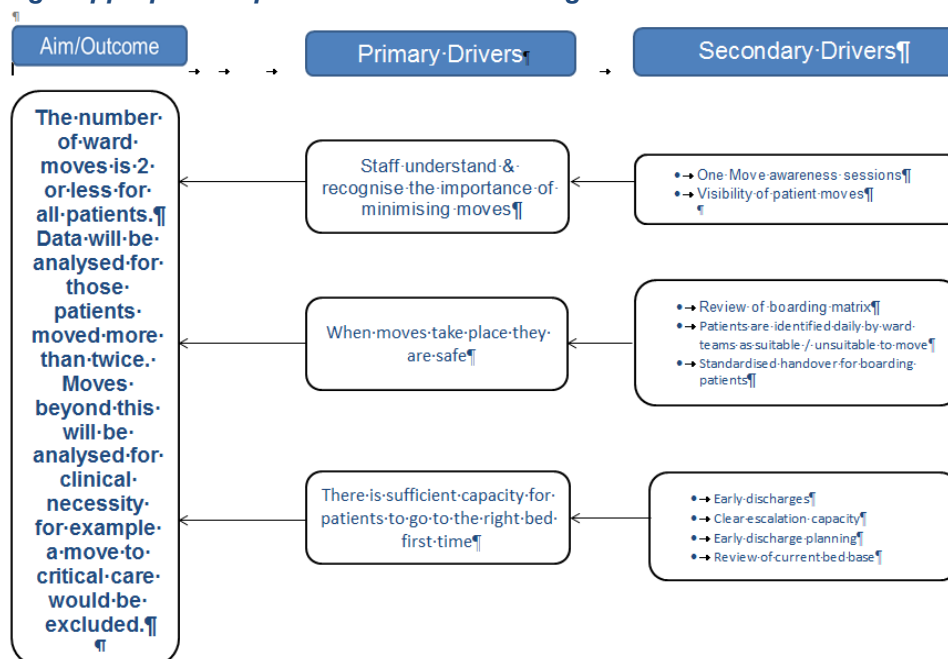 Aim/Outcome
Primary·Drivers¶
Secondary·Drivers¶
The·number·
of·ward·
moves·is·2·
or·less·for·
all·patients.¶
Data·will·be·
analysed·for·
those·
patients·
moved·more·
than·twice.·
Moves·
beyond·this·
will·be·
analysed·for·
clinical·
necessity·
for·example·
a·move·to·
critical·care·
would·be·
excluded.¶
¶
Staff·understand·&·
recognise·the·importance·of·
minimising·moves¶
When·moves·take·place·they·
are·safe¶
There·is·sufficient·capacity·for·
patients·to·go·to·the·right·bed·
first·time¶
One·Move·awareness·sessions¶
Visibility·of·patient·moves¶
¶
Review·of·boarding·matrix¶
Patients·are·identified·daily·by·ward·
teams·as·suitable·/·unsuitable·to·move¶
Standardised·handover·for·boarding·
patients¶
Early·discharges¶
Clear·escalation·capacity¶
Early·discharge·planning¶
Review·of·current·bed·base¶